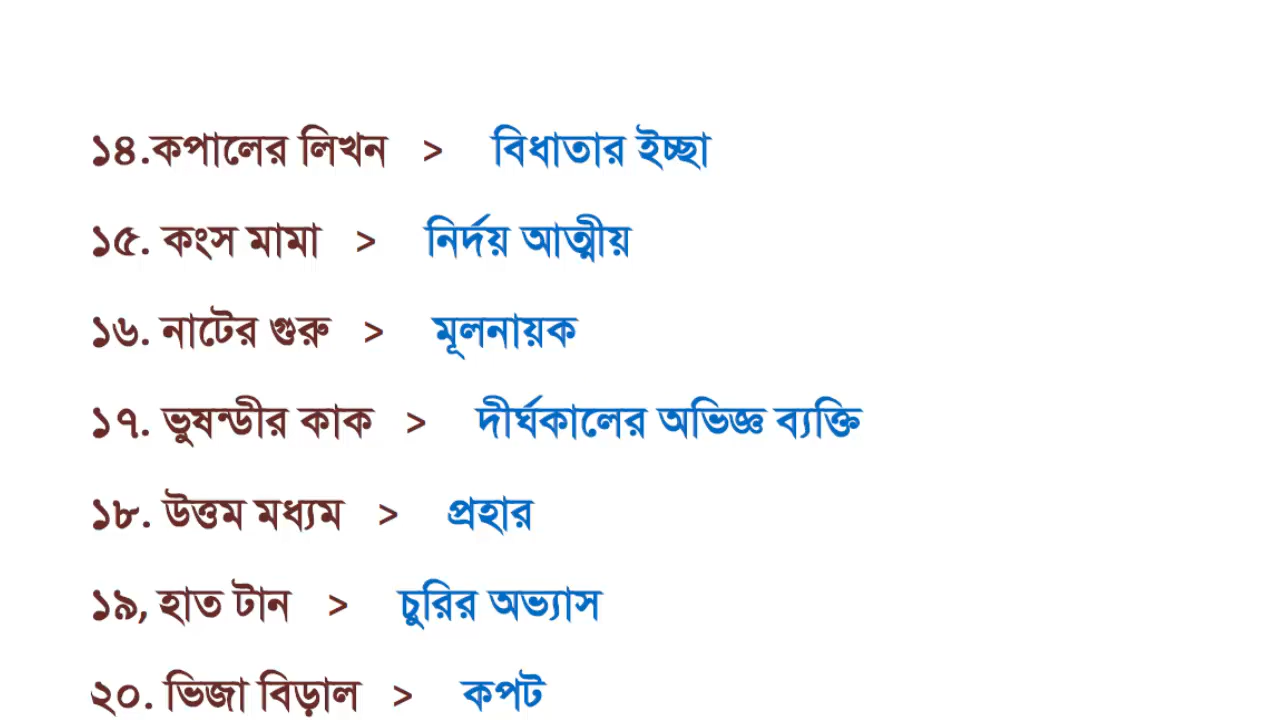 ১৪.কপালের লিখন > বিধাতার ইচ্ছা
১৫. কংস মামা > নির্দয় আত্মীয়
১৬. নাটের গুরু > মূলনায়ক
১৭. ভুষন্ডীর কাক > দীর্ঘকালের অভিজ্ঞ ব্যক্তি
১৮. উত্তম মধ্যম > প্রহার
১৯, হাত টান > চুরির অভ্যাস
২০. ভিজা বিড়াল > কপট